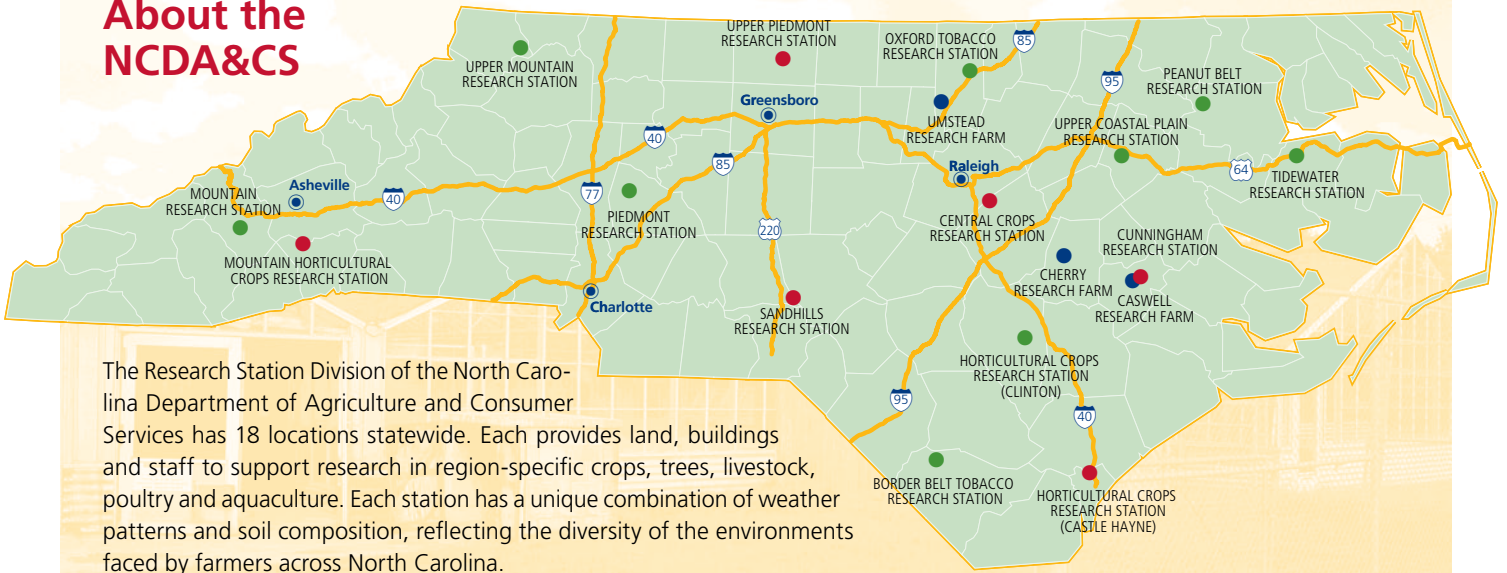 About the
NCDA&CS
UPPER MOUNTAIN
RESEARCH STATION
UPPER PIEDMONT
RESEARCH STATION
OXFORD TOBACCO
RESEARCH STATION
85
95
PEANUT BELT
RESEARCH STATION
Greensboro
UMSTEAD
RESEARCH FARM
UPPER COASTAL PLAIN
RESEARCH STATION
40
85
Raleigh
64
TIDEWATER
RESEARCH STATION
MOUNTAIN
RESEARCH STATION
Asheville
40
77
PIEDMONT
RESEARCH STATION
220
CENTRAL CROPS
RESEARCH STATION
CUNNINGHAM
RESEARCH STATION
MOUNTAIN HORTICULTURAL
CROPS RESEARCH STATION
CHERRY
RESEARCH FARM
CASWELL
RESEARCH FARM
Charlotte
SANDHILLS
RESEARCH STATION
HORTICULTURAL CROPS
RESEARCH STATION
(CLINTON)
95
40
BORDER BELT TOBACCO
RESEARCH STATION
HORTICULTURAL CROPS
RESEARCH STATION
(CASTLE HAYNE)
The Research Station Division of the North Caro-
lina Department of Agriculture and Consumer
Services has 18 locations statewide. Each provides land, buildings
and staff to support research in region-specific crops, trees, livestock,
poultry and aquaculture. Each station has a unique combination of weather
patterns and soil composition, reflecting the diversity of the environments
faced by farmers across North Carolina.